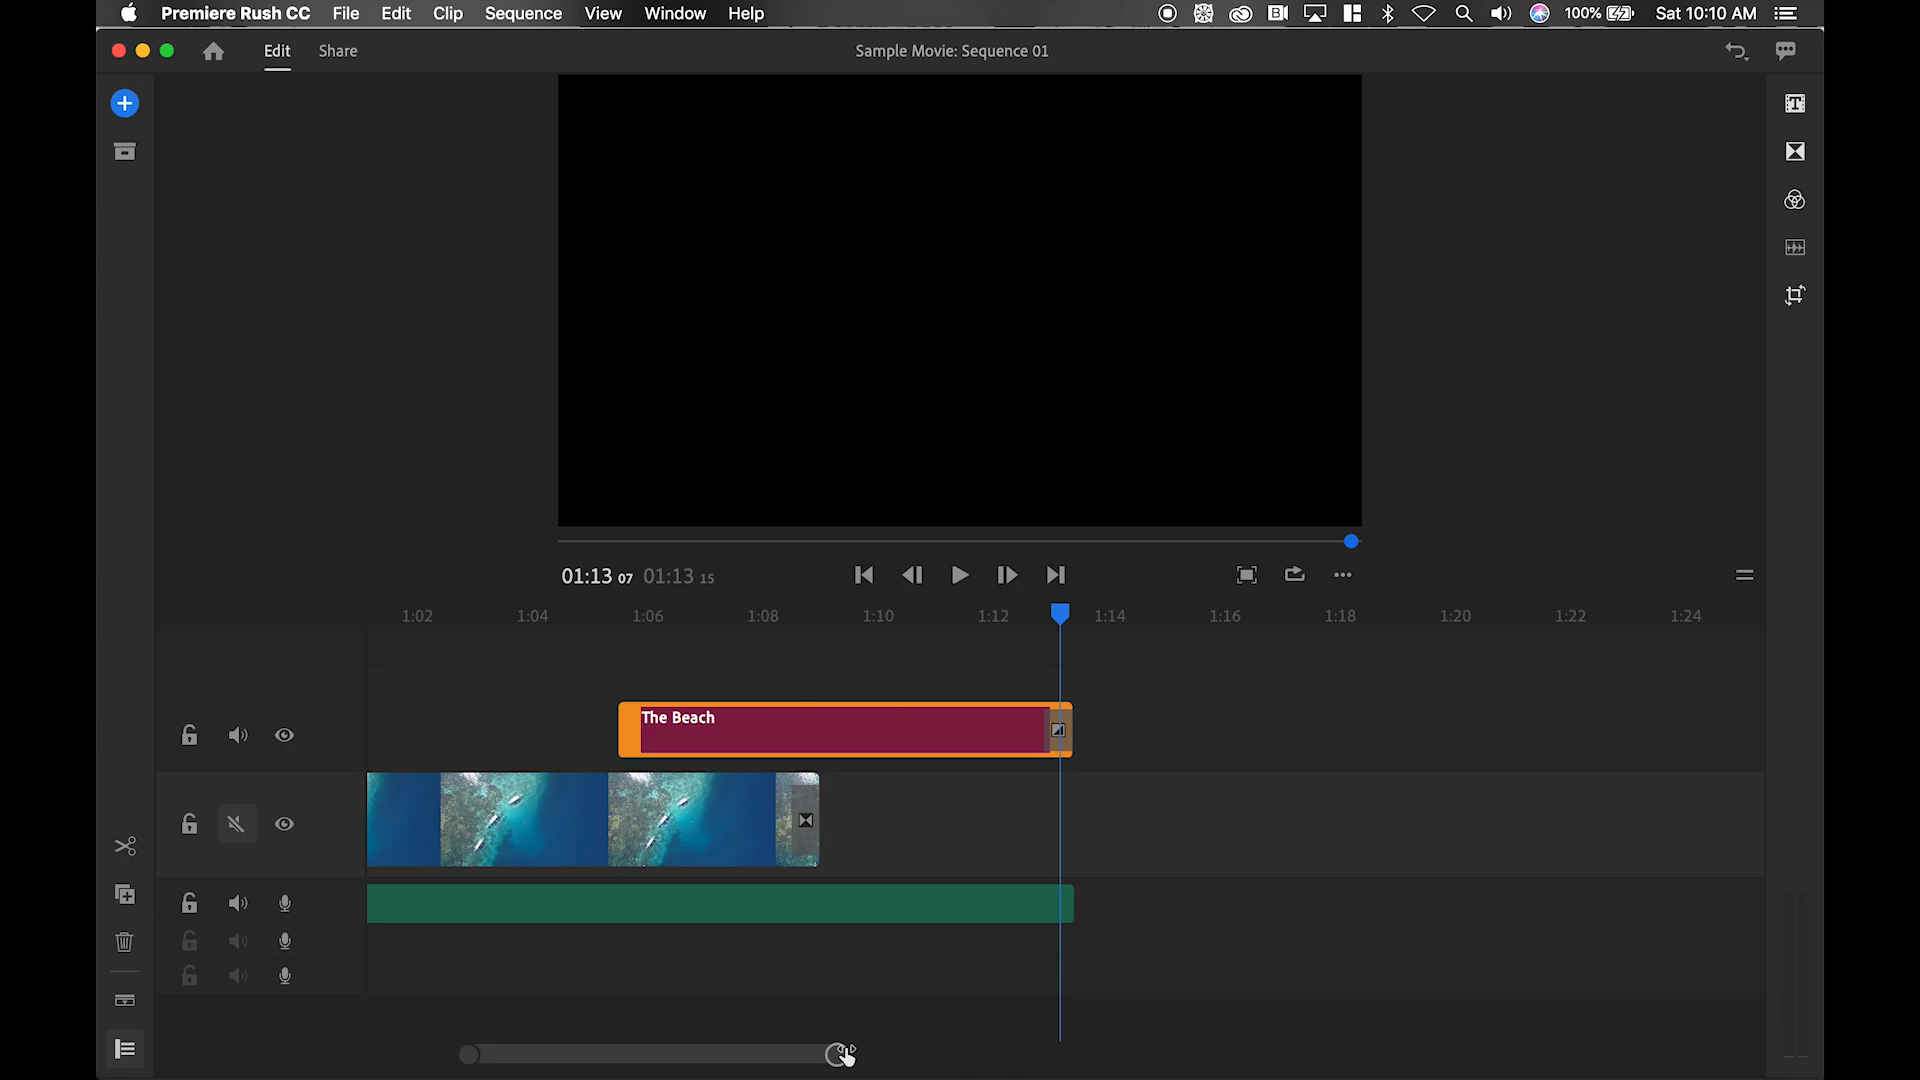 Premiere Rush CC File Edit Clip Sequence View Window Help 100% Sat 10:10 AM
Edit Share Sample Movie: Sequence 01
01:13 07 01:13 15
1:02 1:04 1:06 1:08 1:10 1:12 1:14 1:16 1:18 1:20 1:22 1:24
The Beach